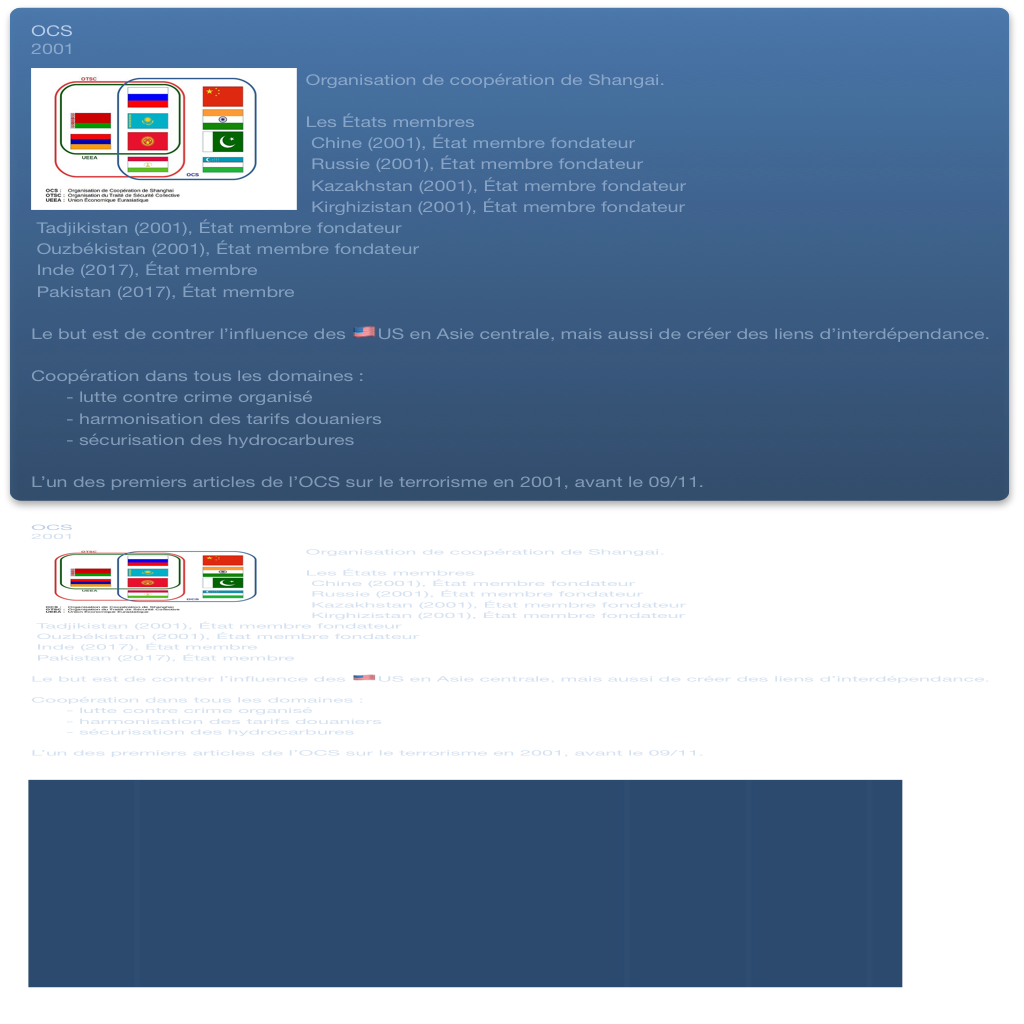 OCS
2001
OTSC
UEEA
OCS
OCS : Organisation de Coopération de Shanghai
OTSC : Organisation du Traité de Sécurité Collective
UEEA : Union Économique Eurasiatique
Organisation de coopération de Shangai.
Les États membres
Chine (2001), État membre fondateur
Russie (2001), État membre fondateur
Kazakhstan (2001), État membre fondateur
Kirghizistan (2001), État membre fondateur
Tadjikistan (2001), État membre fondateur
Ouzbékistan (2001), État membre fondateur
Inde (2017), État membre
Pakistan (2017), État membre
Le but est de contrer l’influence des 🇺🇸US en Asie centrale, mais aussi de créer des liens d’interdépendance.
Coopération dans tous les domaines :
- lutte contre crime organisé
- harmonisation des tarifs douaniers
- sécurisation des hydrocarbures
L’un des premiers articles de l’OCS sur le terrorisme en 2001, avant le 09/11.
OCS
2001
OTSC
UEEA
OCS
OCS : Organisation de Coopération de Shanghai
OTSC : Organisation du Traité de Sécurité Collective
UEEA : Union Économique Eurasiatique
Organisation de coopération de Shangai.
Les États membres
Chine (2001), État membre fondateur
Russie (2001), État membre fondateur
Kazakhstan (2001), État membre fondateur
Kirghizistan (2001), État membre fondateur
Tadjikistan (2001), État membre fondateur
Ouzbékistan (2001), État membre fondateur
Inde (2017), État membre
Pakistan (2017), État membre
Le but est de contrer l’influence des 🇺🇸US en Asie centrale, mais aussi de créer des liens d’interdépendance.
Coopération dans tous les domaines :
- lutte contre crime organisé
- harmonisation des tarifs douaniers
- sécurisation des hydrocarbures
L’un des premiers articles de l’OCS sur le terrorisme en 2001, avant le 09/11.